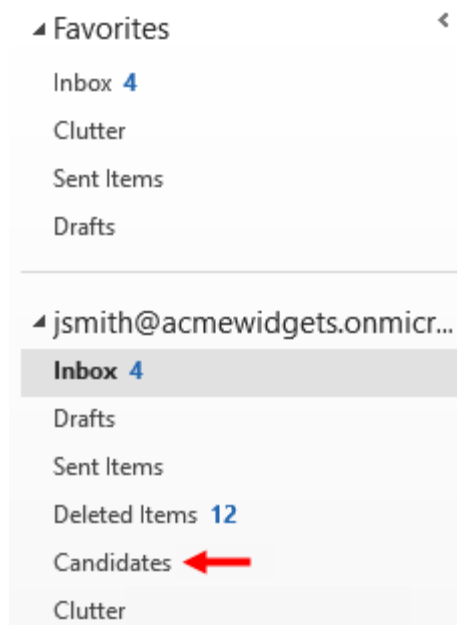 Favorites
Inbox 4
Clutter
Sent Items
Drafts
jsmith@acmewidgets.onmicr...
Inbox 4
Drafts
Sent Items
Deleted Items 12
Candidates
Clutter